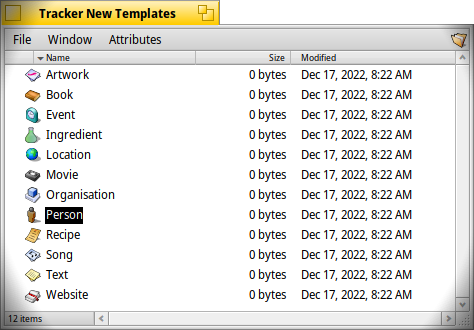 Tracker New Templates
File Window Attributes
Name Size Modified
Artwork 0 bytes Dec 17, 2022, 8:22 AM
Book 0 bytes Dec 17, 2022, 8:22 AM
Event 0 bytes Dec 17, 2022, 8:22 AM
Ingredient 0 bytes Dec 17, 2022, 8:22 AM
Location 0 bytes Dec 17, 2022, 8:22 AM
Movie 0 bytes Dec 17, 2022, 8:22 AM
Organisation 0 bytes Dec 17, 2022, 8:22 AM
Person 0 bytes Dec 17, 2022, 8:22 AM
Recipe 0 bytes Dec 17, 2022, 8:22 AM
Song 0 bytes Dec 17, 2022, 8:22 AM
Text 0 bytes Dec 17, 2022, 8:22 AM
Website 0 bytes Dec 17, 2022, 8:22 AM
12 items